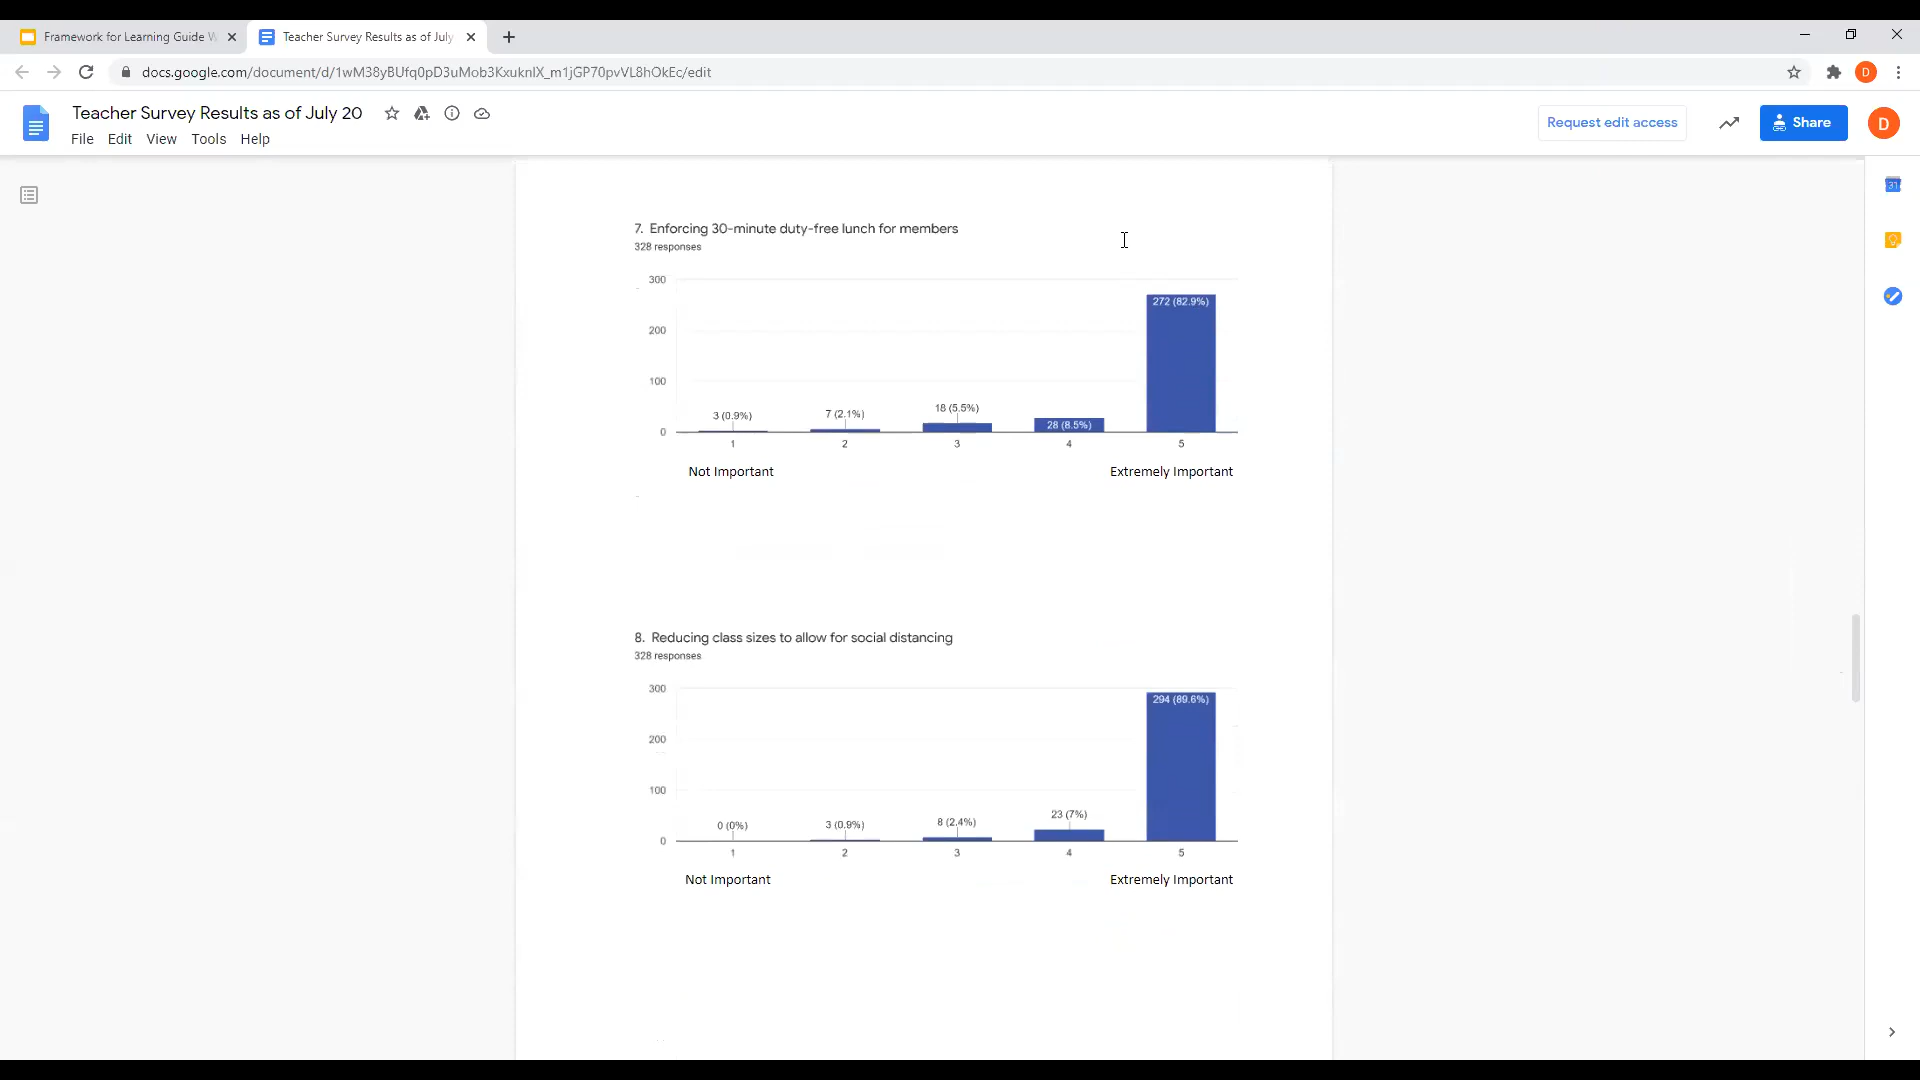 Framework for Learning Guide W
Teacher Survey Results as of July
docs.google.com/document/d/1wM38yBUfq0pD3uMob3KxuknlX_m1jGP70pvVL8hOkEc/edit
D
Teacher Survey Results as of July 20
File Edit View Tools Help
Request edit access
Share
D
31
7. Enforcing 30-minute duty-free lunch for members
328 responses
300
200
100
0
3 (0.9%)
7 (2.1%)
18 (5.5%)
28 (8.5%)
272 (82.9%)
1 2 3 4 5
Not Important Extremely Important
8. Reducing class sizes to allow for social distancing
328 responses
300
200
100
0
0 (0%)
3 (0.9%)
8 (2.4%)
23 (7%)
294 (89.6%)
1 2 3 4 5
Not Important Extremely Important